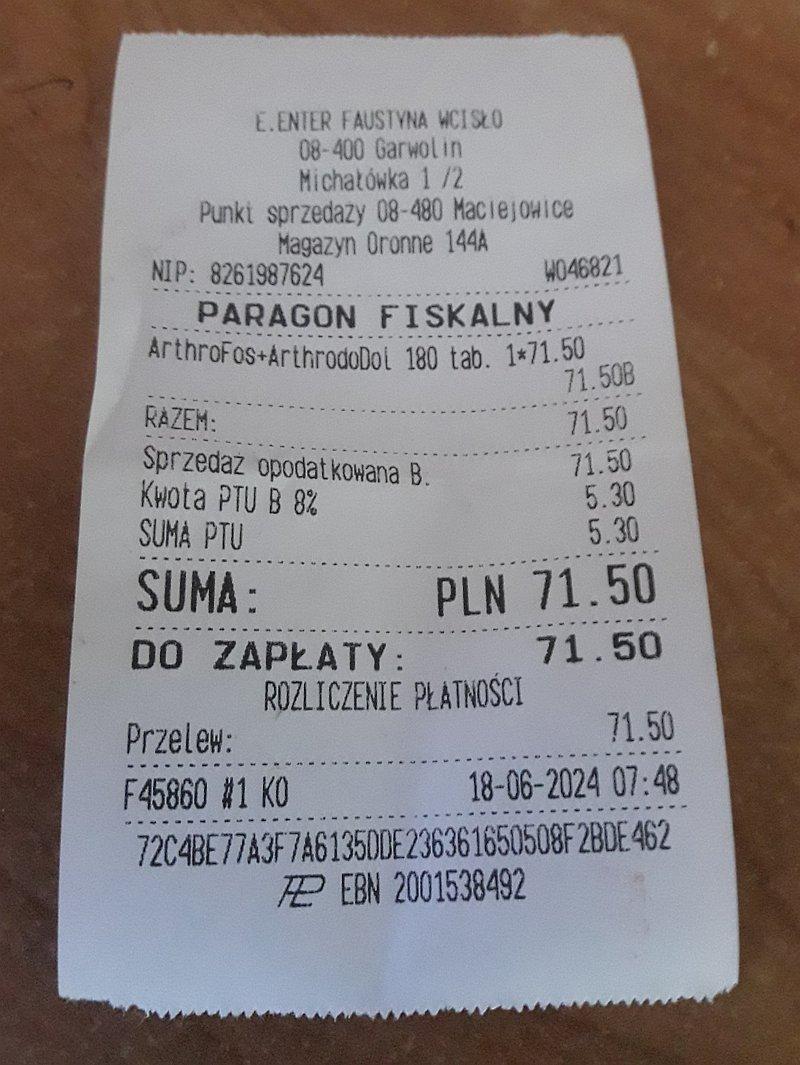 E.ENTER FAUSTYNA WCISŁO
08-400 Garwolin
Michałówka 1 /2
Punkt sprzedaży 08-480 Maciejowice
Magazyn Oronne 144A
NIP: 8261987624 W046821
PARAGON FISKALNY
ArthroFos+ArthrodoDol 180 tab. 1*71.50
71.50B
RAZEM: 71.50
Sprzedaż opodatkowana B. 71.50
Kwota PTU B 8% 5.30
SUMA PTU 5.30
SUMA: PLN 71.50
DO ZAPŁATY: 71.50
ROZLICZENIE PŁATNOŚCI
Przelew: 71.50
F45860 #1 KO 18-06-2024 07:48
72C4BE77A3F7A6135DDE236361650508F2BDE462
EBN 2001538492